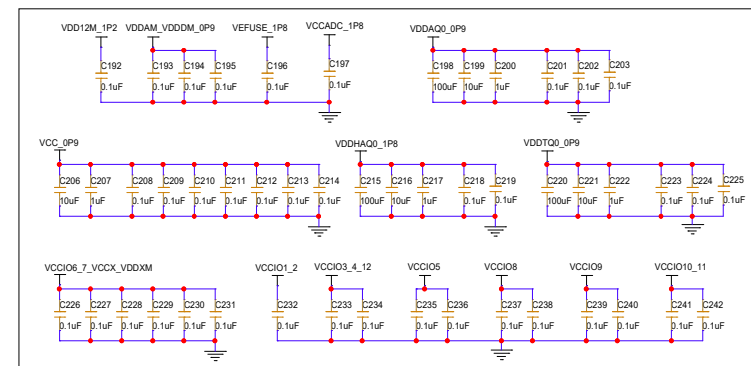 VDD12M_1P2 VDDAM_VDDDM_0P9 VEFUSE_1P8 VCCADC_1P8 VDDAQ0_0P9
C192 C193 C194 C195 C196 C197 C198 C199 C200 C201 C202 C203
0.1uF 0.1uF 0.1uF 0.1uF 0.1uF 0.1uF 100uF 10uF 1uF 0.1uF 0.1uF 0.1uF
VCC_0P9 VDDHAQ0_1P8 VDDTQ0_0P9
C206 C207 C208 C209 C210 C211 C212 C213 C214 C215 C216 C217 C218 C219 C220 C221 C222 C223 C224 C225
10uF 1uF 0.1uF 0.1uF 0.1uF 0.1uF 0.1uF 0.1uF 0.1uF 100uF 10uF 1uF 0.1uF 0.1uF 100uF 10uF 1uF 0.1uF 0.1uF 0.1uF
VCCIO6_7_VCCX_VDDXM VCCIO1_2 VCCIO3_4_12 VCCIO5 VCCIO8 VCCIO9 VCCIO10_11
C226 C227 C228 C229 C230 C231 C232 C233 C234 C235 C236 C237 C238 C239 C240 C241 C242
0.1uF 0.1uF 0.1uF 0.1uF 0.1uF 0.1uF 0.1uF 0.1uF 0.1uF 0.1uF 0.1uF 0.1uF 0.1uF 0.1uF 0.1uF 0.1uF 0.1uF